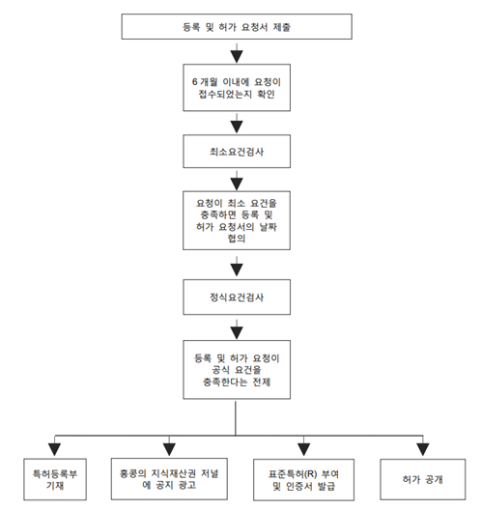 등록 및 허가 요청서 제출
6 개월 이내에 요청이
접수되었는지 확인
최소요건검사
요청이 최소 요건을
충족하면 등록 및
허가 요청서의 날짜
협의
정식요건검사
등록 및 허가 요청이
공식 요건을
충족한다는 전제
특허등록부
기재
홍콩의 지식재산권 저널
에 공지 광고
표준특허(R) 부여
및 인증서 발급
허가 공개